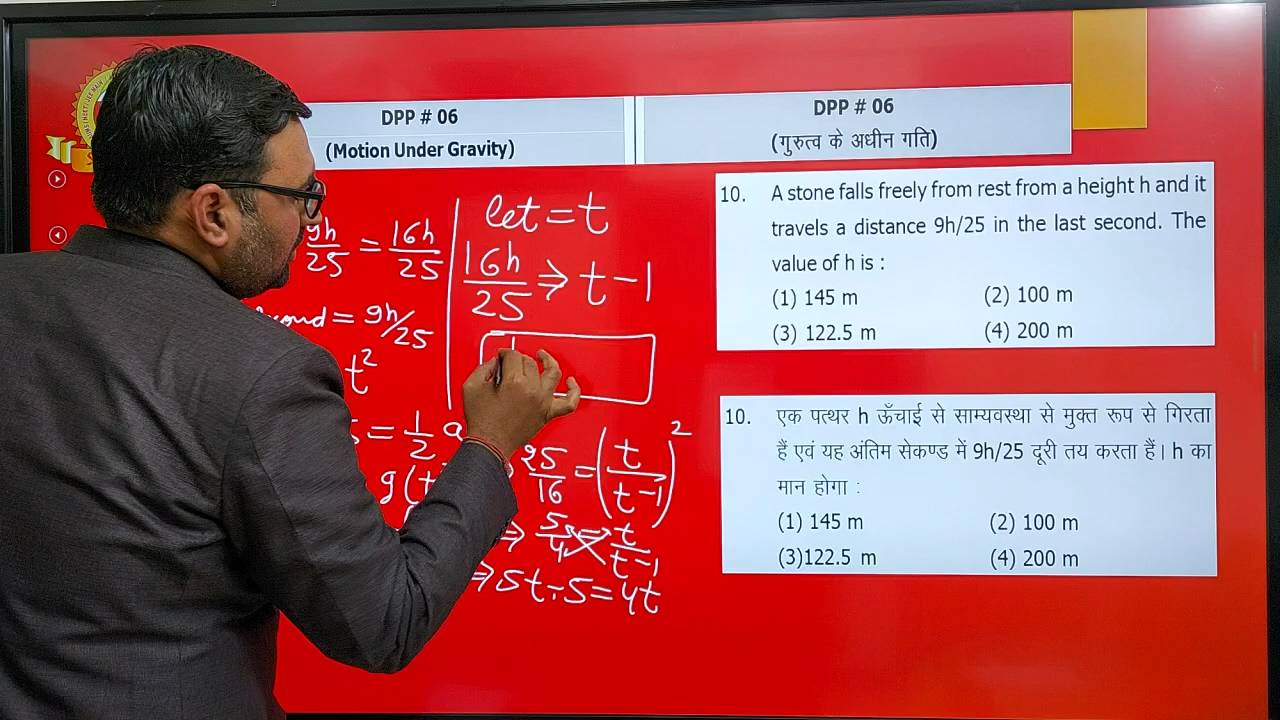 DPP # 06
(Motion Under Gravity)
DPP # 06
(गुरुत्व के अधीन गति)
9h/25 = 16h/25
= 9h/25
t²
= 1/2
g(t
let = t
16h/25 ⇒ t-1
25/16 = (t/t-1)²
⇒ 5/4 = t/t-1
⇒ 5t-5=4t
10. A stone falls freely from rest from a height h and it
travels a distance 9h/25 in the last second. The
value of h is :
(1) 145 m (2) 100 m
(3) 122.5 m (4) 200 m
10. एक पत्थर h ऊँचाई से साम्यवस्था से मुक्त रूप से गिरता
हैं एवं यह अंतिम सेकण्ड में 9h/25 दूरी तय करता हैं। h का
मान होगा :
(1) 145 m (2) 100 m
(3)122.5 m (4) 200 m